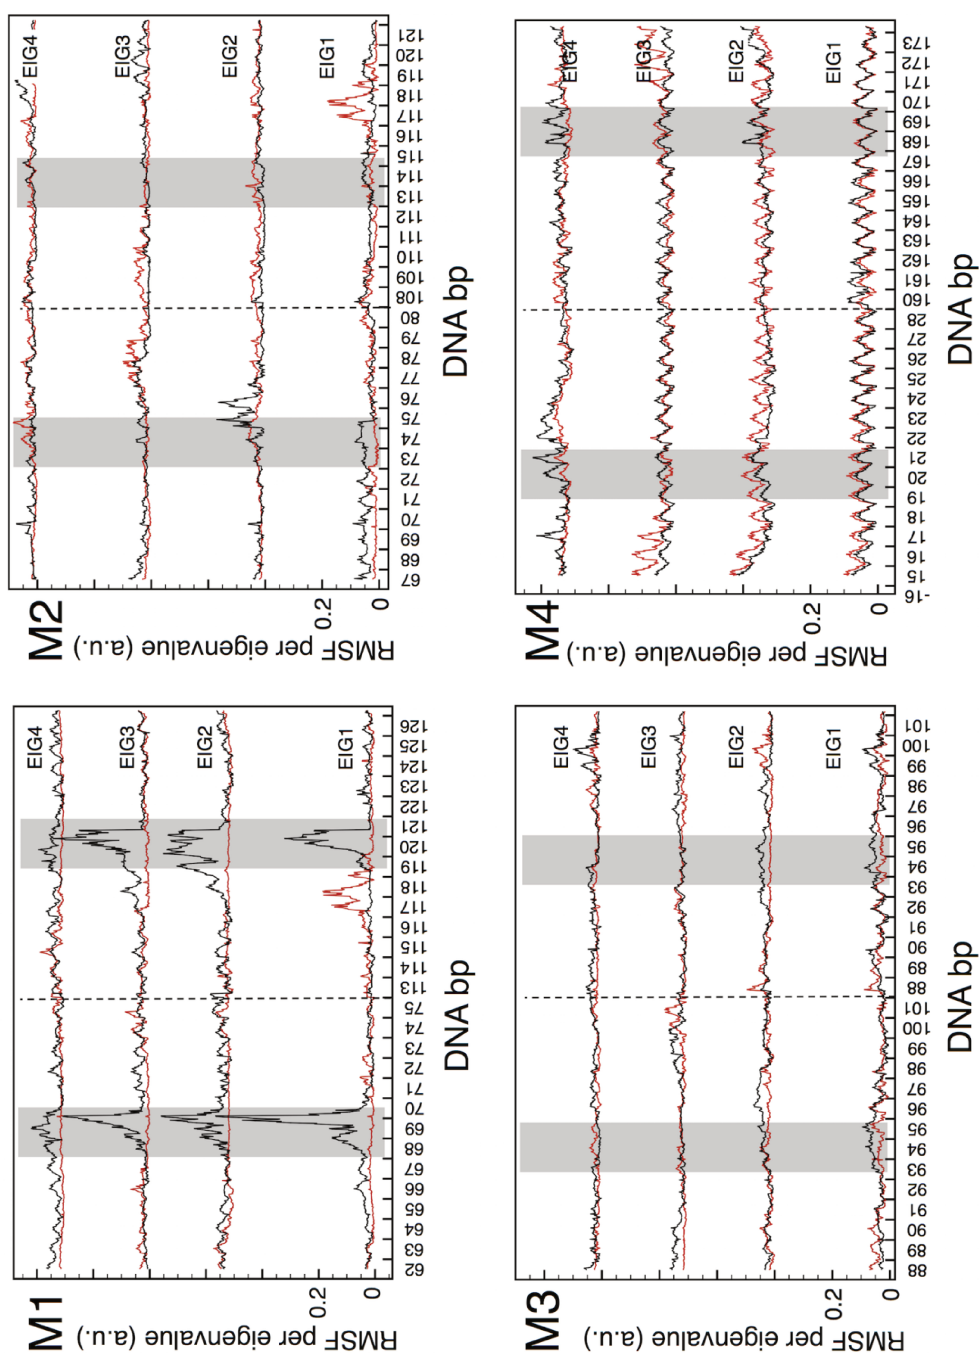 M1
EIG4
EIG3
EIG2
EIG1
RMSF per eigenvalue (a.u.)
0.2
0
62 63 64 65 66 67 68 69 70 71 72 73 74 75 113 114 115 116 117 118 119 120 121 122 123 124 125 126
DNA bp
M2
EIG4
EIG3
EIG2
EIG1
RMSF per eigenvalue (a.u.)
0.2
0
67 68 69 70 71 72 73 74 75 76 77 78 79 80 108 109 110 111 112 113 114 115 116 117 118 119 120 121
DNA bp
M3
EIG4
EIG3
EIG2
EIG1
RMSF per eigenvalue (a.u.)
0.2
0
88 89 90 91 92 93 94 95 96 97 98 99 100 101 88 89 90 91 92 93 94 95 96 97 98 99 100 101
DNA bp
M4
EIG4
EIG3
EIG2
EIG1
RMSF per eigenvalue (a.u.)
0.2
0
-16 15 16 17 18 19 20 21 22 23 24 25 26 27 28 160 161 162 163 164 165 166 167 168 169 170 171 172 173
DNA bp